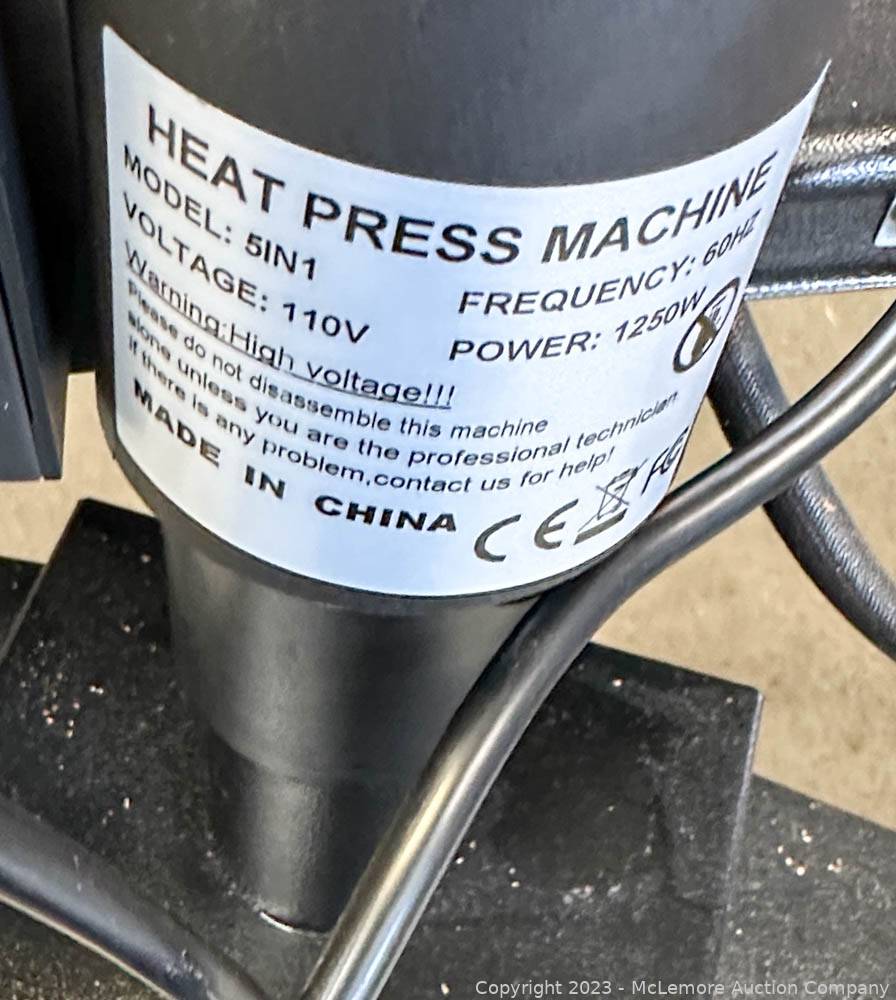 HEAT PRESS MACHINE
MODEL: 5IN1
FREQUENCY: 60HZ
VOLTAGE: 110V
POWER: 1250W
Warning:High voltage!!!
Please do not disassemble this machine
alone unless you are the professional technician
if there is any problem,contact us for help!
MADE IN CHINA
CE FC
Copyright 2023 - McLemore Auction Company